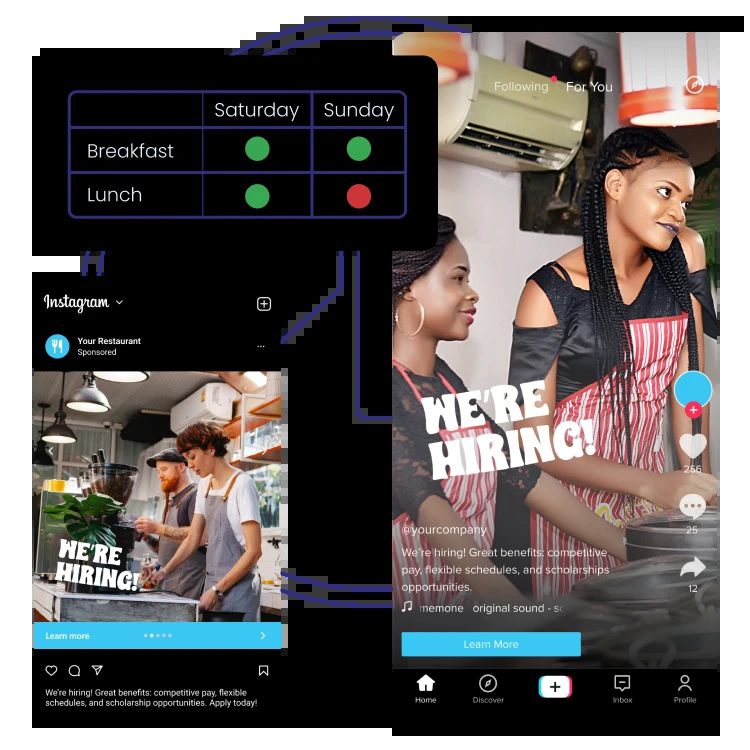 Saturday Sunday
Breakfast
Lunch
Instagram
Your Restaurant
Sponsored
WE'RE
HIRING!
Learn more
We're hiring! Great benefits: competitive pay, flexible
schedules, and scholarship opportunities. Apply today!
Following For You
WE'RE
HIRING!
256
25
12
@yourcompany
We're hiring! Great benefits: competitive
pay, flexible schedules, and scholarships
opportunities.
memone original sound - sc
Learn More
Home Discover Inbox Profile